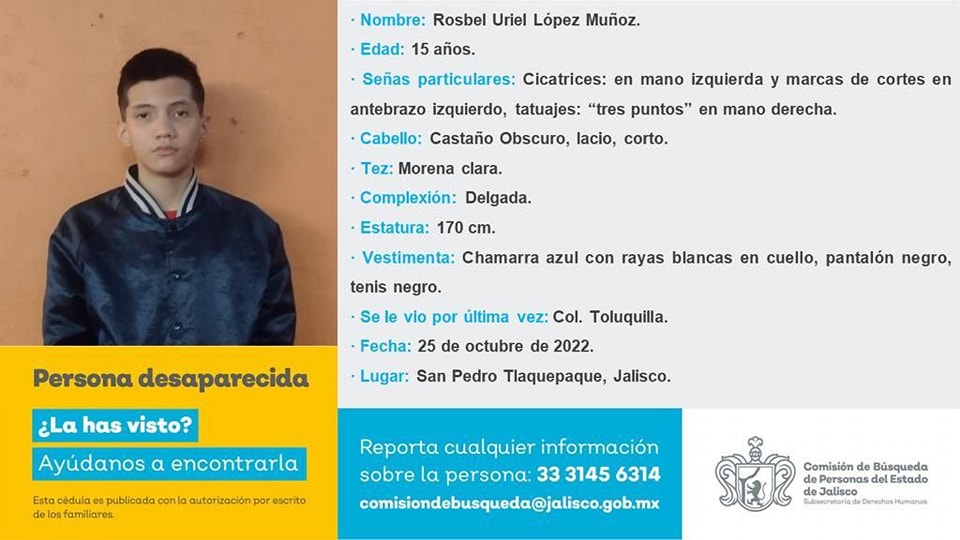 · Nombre: Rosbel Uriel López Muñoz.
· Edad: 15 años.
· Señas particulares: Cicatrices: en mano izquierda y marcas de cortes en
antebrazo izquierdo, tatuajes: “tres puntos” en mano derecha.
· Cabello: Castaño Obscuro, lacio, corto.
· Tez: Morena clara.
· Complexión: Delgada.
· Estatura: 170 cm.
· Vestimenta: Chamarra azul con rayas blancas en cuello, pantalón negro,
tenis negro.
· Se le vio por última vez: Col. Toluquilla.
· Fecha: 25 de octubre de 2022.
· Lugar: San Pedro Tlaquepaque, Jalisco.
Persona desaparecida
¿La has visto?
Ayúdanos a encontrarla
Esta cédula es publicada con la autorización por escrito
de los familiares.
Reporta cualquier información
sobre la persona: 33 3145 6314
comisiondebusqueda@jalisco.gob.mx
Comisión de Búsqueda
de Personas del Estado
de Jalisco
Subsecretaría de Derechos Humanos